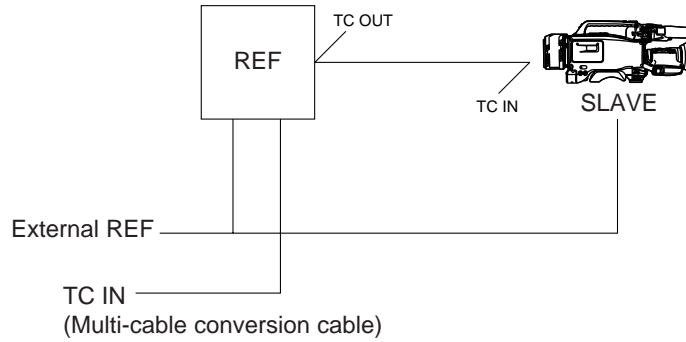 TC OUT
REF
TC IN
SLAVE
External REF
TC IN
(Multi-cable conversion cable)